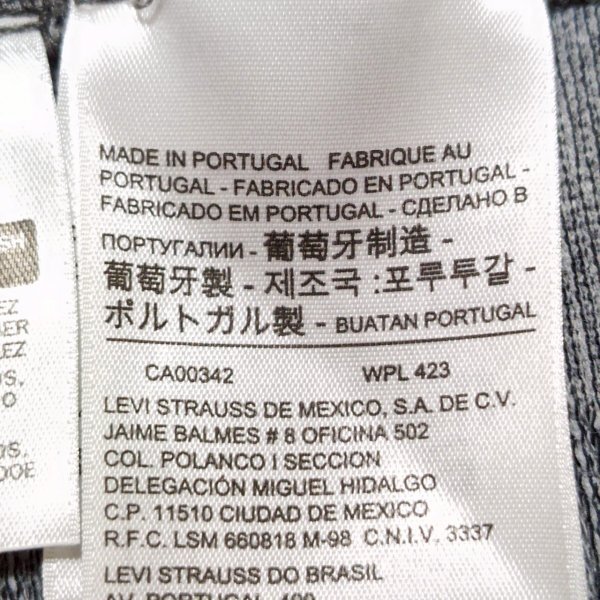 MADE IN PORTUGAL FABRIQUE AU
PORTUGAL - FABRICADO EN PORTUGAL -
FABRICADO EM PORTUGAL - СДЕЛАНО В
ПОРТУГАЛИИ - 葡萄牙制造 -
葡萄牙製 - 제조국 :포루투갈 -
ポルトガル製 - BUATAN PORTUGAL
CA00342 WPL 423
LEVI STRAUSS DE MEXICO, S.A. DE C.V.
JAIME BALMES # 8 OFICINA 502
COL. POLANCO I SECCION
DELEGACIÓN MIGUEL HIDALGO
C.P. 11510 CIUDAD DE MEXICO
R.F.C. LSM 660818 M-98 C.N.I.V. 3337
LEVI STRAUSS DO BRASIL
AV. PORTUGAL